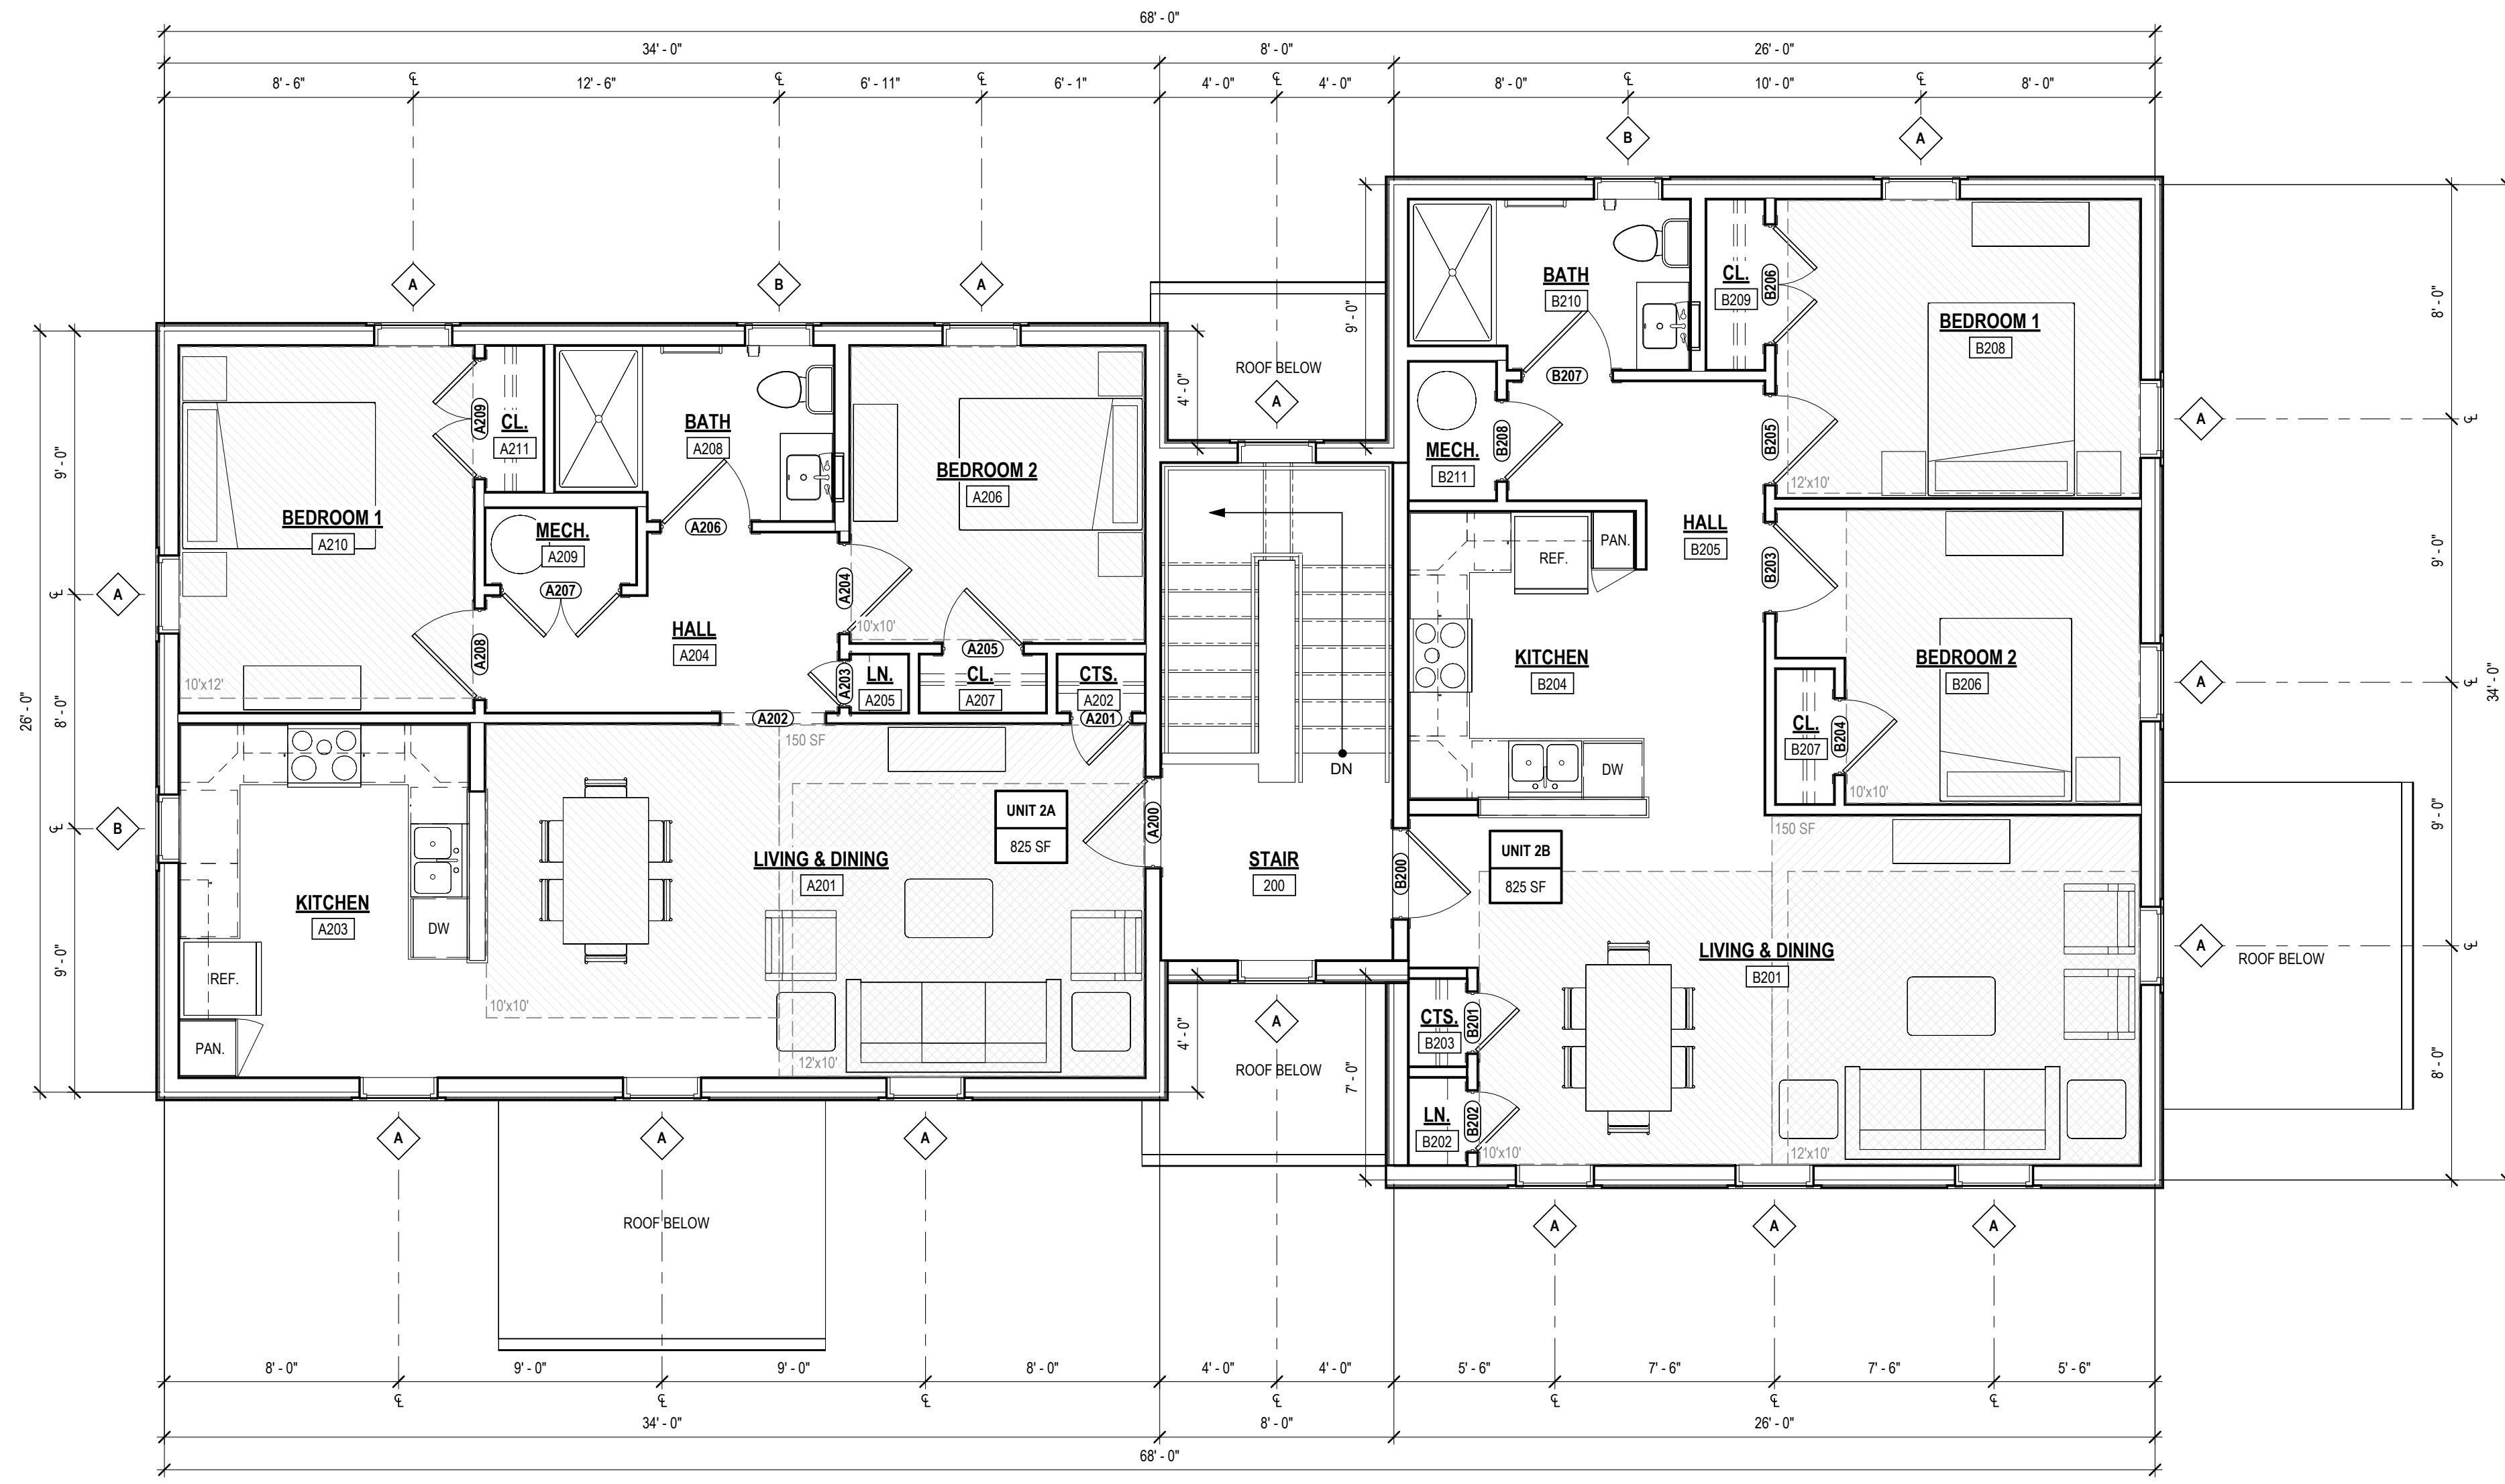 68' - 0"
34' - 0"
8' - 0"
26' - 0"
8' - 6"
℄
12' - 6"
℄
6' - 11"
℄
6' - 1"
4' - 0"
℄
4' - 0"
8' - 0"
℄
10' - 0"
℄
8' - 0"
B
A
A
B
A
9' - 0"
4' - 0"
ROOF BELOW
A
BEDROOM 1
A210
10'x12'
A209
CL.
A211
BATH
A208
A206
MECH.
A209
A207
A208
HALL
A204
BEDROOM 2
A206
10'x10'
A204
A205
A203
LN.
A205
CL.
A207
CTS.
A202
A201
A202
150 SF
KITCHEN
A203
DW
REF.
PAN.
10'x10'
LIVING & DINING
A201
UNIT 2A
825 SF
12'x10'
A200
STAIR
200
DN
BATH
B210
B207
CL.
B209
B206
BEDROOM 1
B208
12'x10'
B205
MECH.
B211
B208
HALL
B205
REF.
PAN.
KITCHEN
B204
DW
B203
BEDROOM 2
B206
10'x10'
CL.
B207
B204
150 SF
B200
UNIT 2B
825 SF
LIVING & DINING
B201
CTS.
B203
B201
LN.
B202
B202
10'x10'
12'x10'
26' - 0"
9' - 0"
℄
A
8' - 0"
℄
B
9' - 0"
8' - 0"
A
℄
9' - 0"
A
℄
34' - 0"
9' - 0"
A
℄
ROOF BELOW
8' - 0"
4' - 0"
7' - 0"
A
ROOF BELOW
A
A
A
ROOF BELOW
A
A
A
8' - 0"
℄
9' - 0"
℄
9' - 0"
℄
8' - 0"
4' - 0"
℄
4' - 0"
5' - 6"
℄
7' - 6"
℄
7' - 6"
℄
5' - 6"
34' - 0"
8' - 0"
26' - 0"
68' - 0"